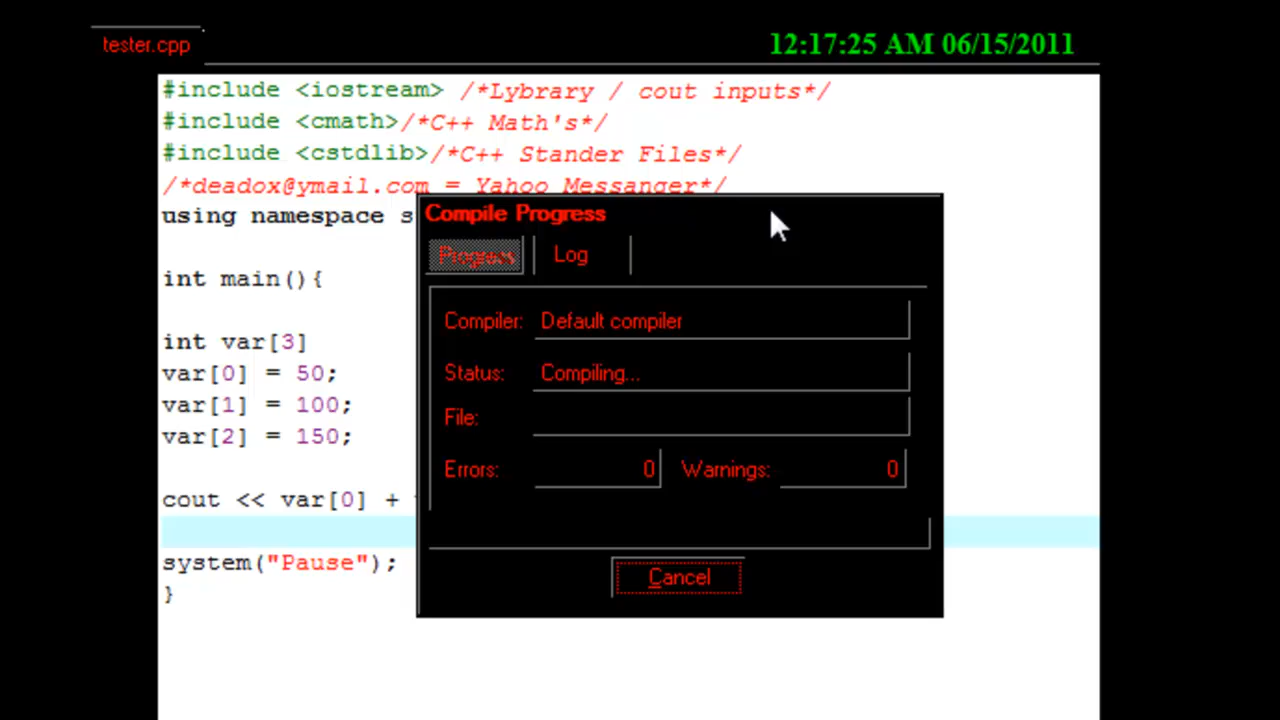 tester.cpp
12:17:25 AM 06/15/2011
#include <iostream> /*Lybrary / cout inputs*/
#include <cmath>/*C++ Math's*/
#include <cstdlib>/*C++ Stander Files*/
/*deadox@ymail.com = Yahoo Messanger*/
using namespace s
int main(){
int var[3]
var[0] = 50;
var[1] = 100;
var[2] = 150;
cout << var[0] +
system("Pause");
}
Compile Progress
Progress Log
Compiler: Default compiler
Status: Compiling...
File:
Errors: 0 Warnings: 0
Cancel